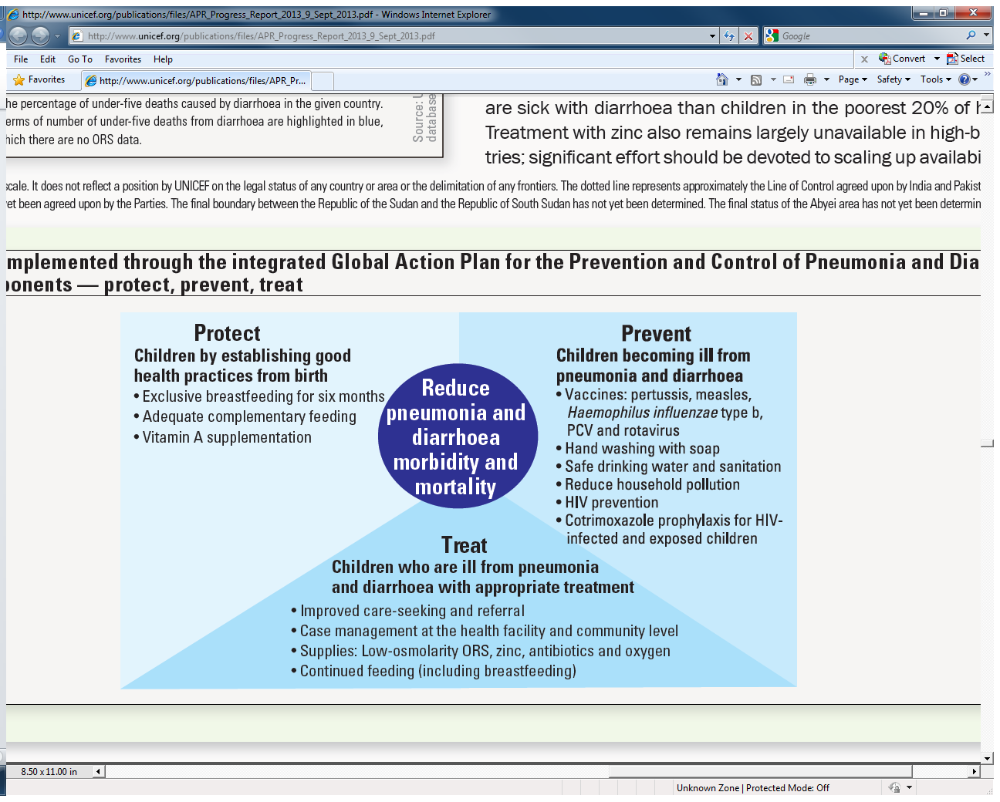 http://www.unicef.org/publications/files/APR_Progress_Report_2013_9_Sept_2013.pdf - Windows Internet Explorer
http://www.unicef.org/publications/files/APR_Progress_Report_2013_9_Sept_2013.pdf
Google
File Edit Go To Favorites Help
x Convert Select
Favorites
http://www.unicef.org/publications/files/APR_Pr...
Page Safety Tools
he percentage of under-five deaths caused by diarrhoea in the given country.
erms of number of under-five deaths from diarrhoea are highlighted in blue,
hich there are no ORS data.
Source: U
database
are sick with diarrhoea than children in the poorest 20% of h
Treatment with zinc also remains largely unavailable in high-b
tries; significant effort should be devoted to scaling up availabi
scale. It does not reflect a position by UNICEF on the legal status of any country or area or the delimitation of any frontiers. The dotted line represents approximately the Line of Control agreed upon by India and Pakist
et been agreed upon by the Parties. The final boundary between the Republic of the Sudan and the Republic of South Sudan has not yet been determined. The final status of the Abyei area has not yet been determin
mplemented through the integrated Global Action Plan for the Prevention and Control of Pneumonia and Dia
ponents — protect, prevent, treat
Protect
Children by establishing good
health practices from birth
• Exclusive breastfeeding for six months
• Adequate complementary feeding
• Vitamin A supplementation
Reduce
pneumonia and
diarrhoea
morbidity and
mortality
Prevent
Children becoming ill from
pneumonia and diarrhoea
• Vaccines: pertussis, measles,
Haemophilus influenzae type b,
PCV and rotavirus
• Hand washing with soap
• Safe drinking water and sanitation
• Reduce household pollution
• HIV prevention
• Cotrimoxazole prophylaxis for HIV-
infected and exposed children
Treat
Children who are ill from pneumonia
and diarrhoea with appropriate treatment
• Improved care-seeking and referral
• Case management at the health facility and community level
• Supplies: Low-osmolarity ORS, zinc, antibiotics and oxygen
• Continued feeding (including breastfeeding)
8.50 x 11.00 in
Unknown Zone | Protected Mode: Off